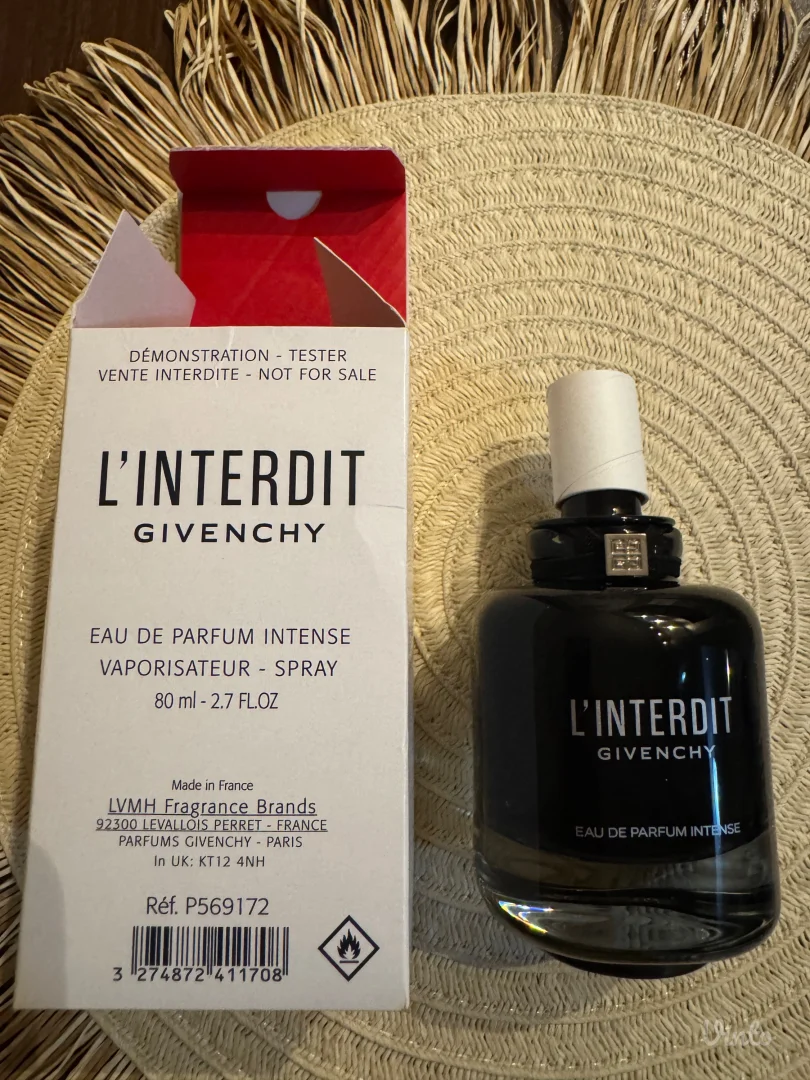 DÉMONSTRATION - TESTER
VENTE INTERDITE - NOT FOR SALE
L'INTERDIT
GIVENCHY
EAU DE PARFUM INTENSE
VAPORISATEUR - SPRAY
80 ml - 2.7 FL.OZ
Made in France
LVMH Fragrance Brands
92300 LEVALLOIS PERRET - FRANCE
PARFUMS GIVENCHY - PARIS
In UK: KT12 4NH
Réf. P569172
3 274872 411708
L'INTERDIT
GIVENCHY
EAU DE PARFUM INTENSE
Vinted